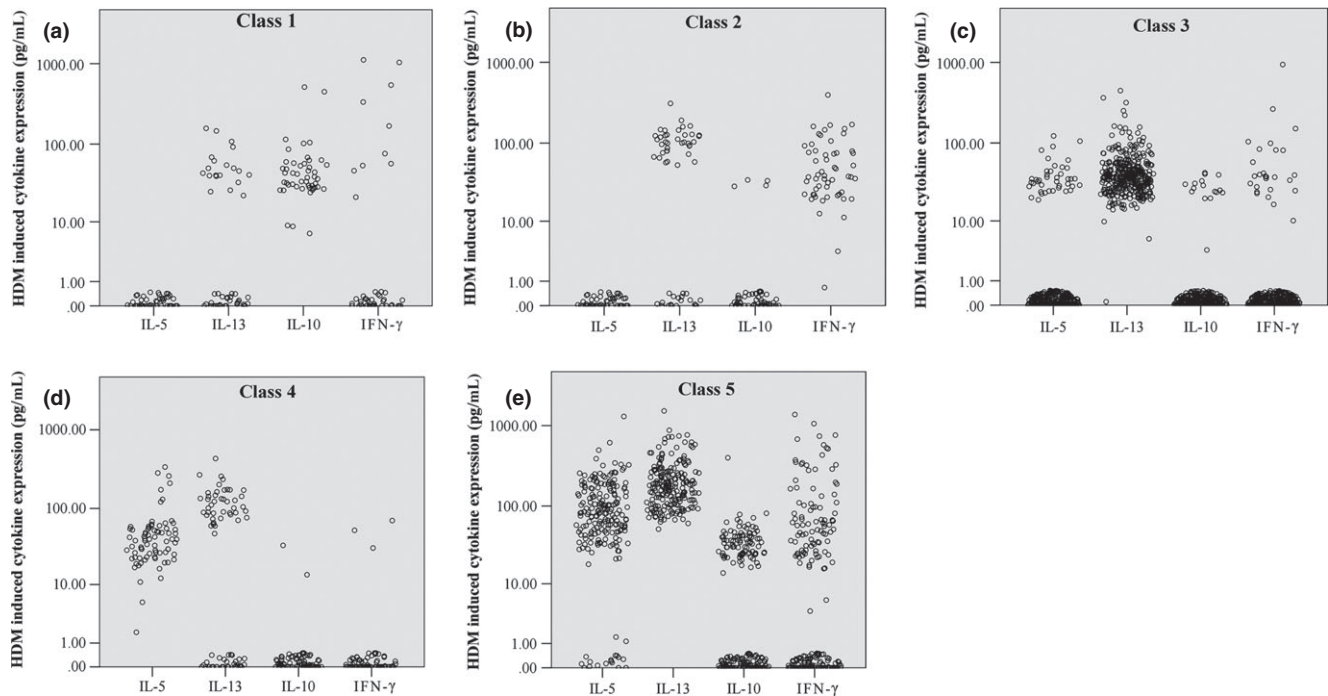 (a)
Class 1
HDM induced cytokine expression (pg/mL)
1000.00
100.00
10.00
1.00
.00
IL-5 IL-13 IL-10 IFN-γ
(b)
Class 2
HDM induced cytokine expression (pg/mL)
1000.00
100.00
10.00
1.00
.00
IL-5 IL-13 IL-10 IFN-γ
(c)
Class 3
HDM induced cytokine expression (pg/mL)
1000.00
100.00
10.00
1.00
.00
IL-5 IL-13 IL-10 IFN-γ
(d)
Class 4
HDM induced cytokine expression (pg/mL)
1000.00
100.00
10.00
1.00
.00
IL-5 IL-13 IL-10 IFN-γ
(e)
Class 5
HDM induced cytokine expression (pg/mL)
1000.00
100.00
10.00
1.00
.00
IL-5 IL-13 IL-10 IFN-γ